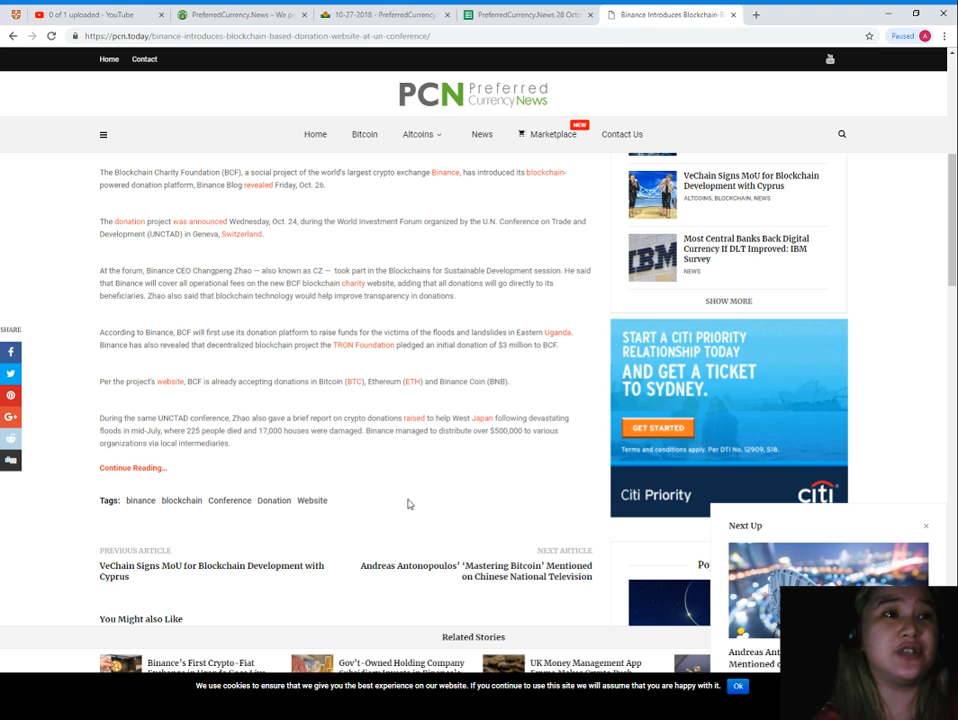 0 of 1 uploaded - YouTube
PreferredCurrency.News – We p
10-27-2018 - PreferredCurrency.
PreferredCurrency.News 28 Octo
Binance Introduces Blockchain-B
https://pcn.today/binance-introduces-blockchain-based-donation-website-at-un-conference/
Paused
A
Home
Contact
PCN Preferred
Currency News
Home
Bitcoin
Altcoins
News
NEW
Marketplace
Contact Us
The Blockchain Charity Foundation (BCF), a social project of the world's largest crypto exchange Binance, has introduced its blockchain-
powered donation platform, Binance Blog revealed Friday, Oct. 26.
The donation project was announced Wednesday, Oct. 24, during the World Investment Forum organized by the U.N. Conference on Trade and
Development (UNCTAD) in Geneva, Switzerland.
At the forum, Binance CEO Changpeng Zhao — also known as CZ — took part in the Blockchains for Sustainable Development session. He said
that Binance will cover all operational fees on the new BCF blockchain charity website, adding that all donations will go directly to its
beneficiaries. Zhao also said that blockchain technology would help improve transparency in donations.
According to Binance, BCF will first use its donation platform to raise funds for the victims of the floods and landslides in Eastern Uganda.
Binance has also revealed that decentralized blockchain project the TRON Foundation pledged an initial donation of $3 million to BCF.
Per the project's website, BCF is already accepting donations in Bitcoin (BTC), Ethereum (ETH) and Binance Coin (BNB).
During the same UNCTAD conference, Zhao also gave a brief report on crypto donations raised to help West Japan following devastating
floods in mid-July, where 225 people died and 17,000 houses were damaged. Binance managed to distribute over $500,000 to various
organizations via local intermediaries.
Continue Reading...
Tags: binance blockchain Conference Donation Website
PREVIOUS ARTICLE
VeChain Signs MoU for Blockchain Development with
Cyprus
NEXT ARTICLE
Andreas Antonopoulos' 'Mastering Bitcoin' Mentioned
on Chinese National Television
You Might also Like
SHARE
VeChain Signs MoU for Blockchain
Development with Cyprus
ALTCOINS, BLOCKCHAIN, NEWS
IBM
Most Central Banks Back Digital
Currency If DLT Improved: IBM
Survey
NEWS
SHOW MORE
START A CITI PRIORITY
RELATIONSHIP TODAY
AND GET A TICKET
TO SYDNEY.
GET STARTED
Terms and conditions apply. Per DTI No. 12909, S18.
Citi Priority
citi
Next Up
Andreas Ant
Mentioned o
Related Stories
Binance's First Crypto-Fiat
Gov't-Owned Holding Company
UK Money Management App
We use cookies to ensure that we give you the best experience on our website. If you continue to use this site we will assume that you are happy with it.
Ok